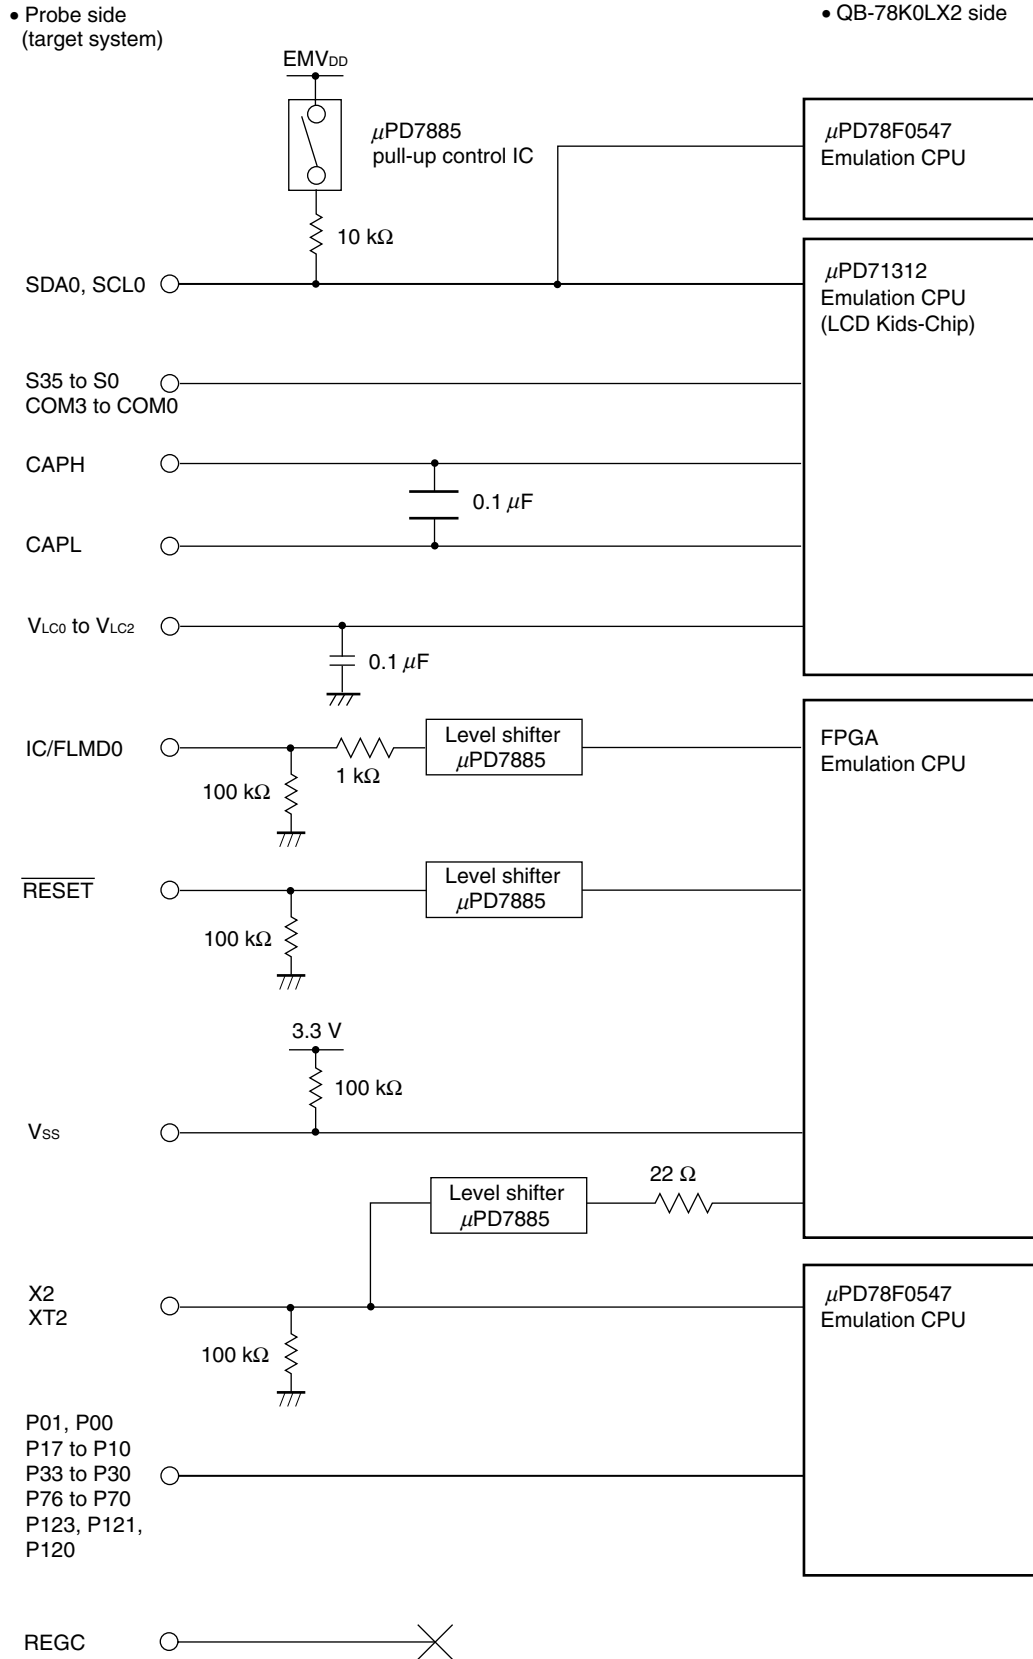 • Probe side
(target system)
• QB-78K0LX2 side
EMVDD
μPD7885
pull-up control IC
10 kΩ
μPD78F0547
Emulation CPU
SDA0, SCL0
μPD71312
Emulation CPU
(LCD Kids-Chip)
S35 to S0
COM3 to COM0
CAPH
0.1 μF
CAPL
VLC0 to VLC2
0.1 μF
IC/FLMD0
100 kΩ
1 kΩ
Level shifter
μPD7885
FPGA
Emulation CPU
RESET
100 kΩ
Level shifter
μPD7885
3.3 V
100 kΩ
VSS
Level shifter
μPD7885
22 Ω
X2
XT2
100 kΩ
μPD78F0547
Emulation CPU
P01, P00
P17 to P10
P33 to P30
P76 to P70
P123, P121,
P120
REGC